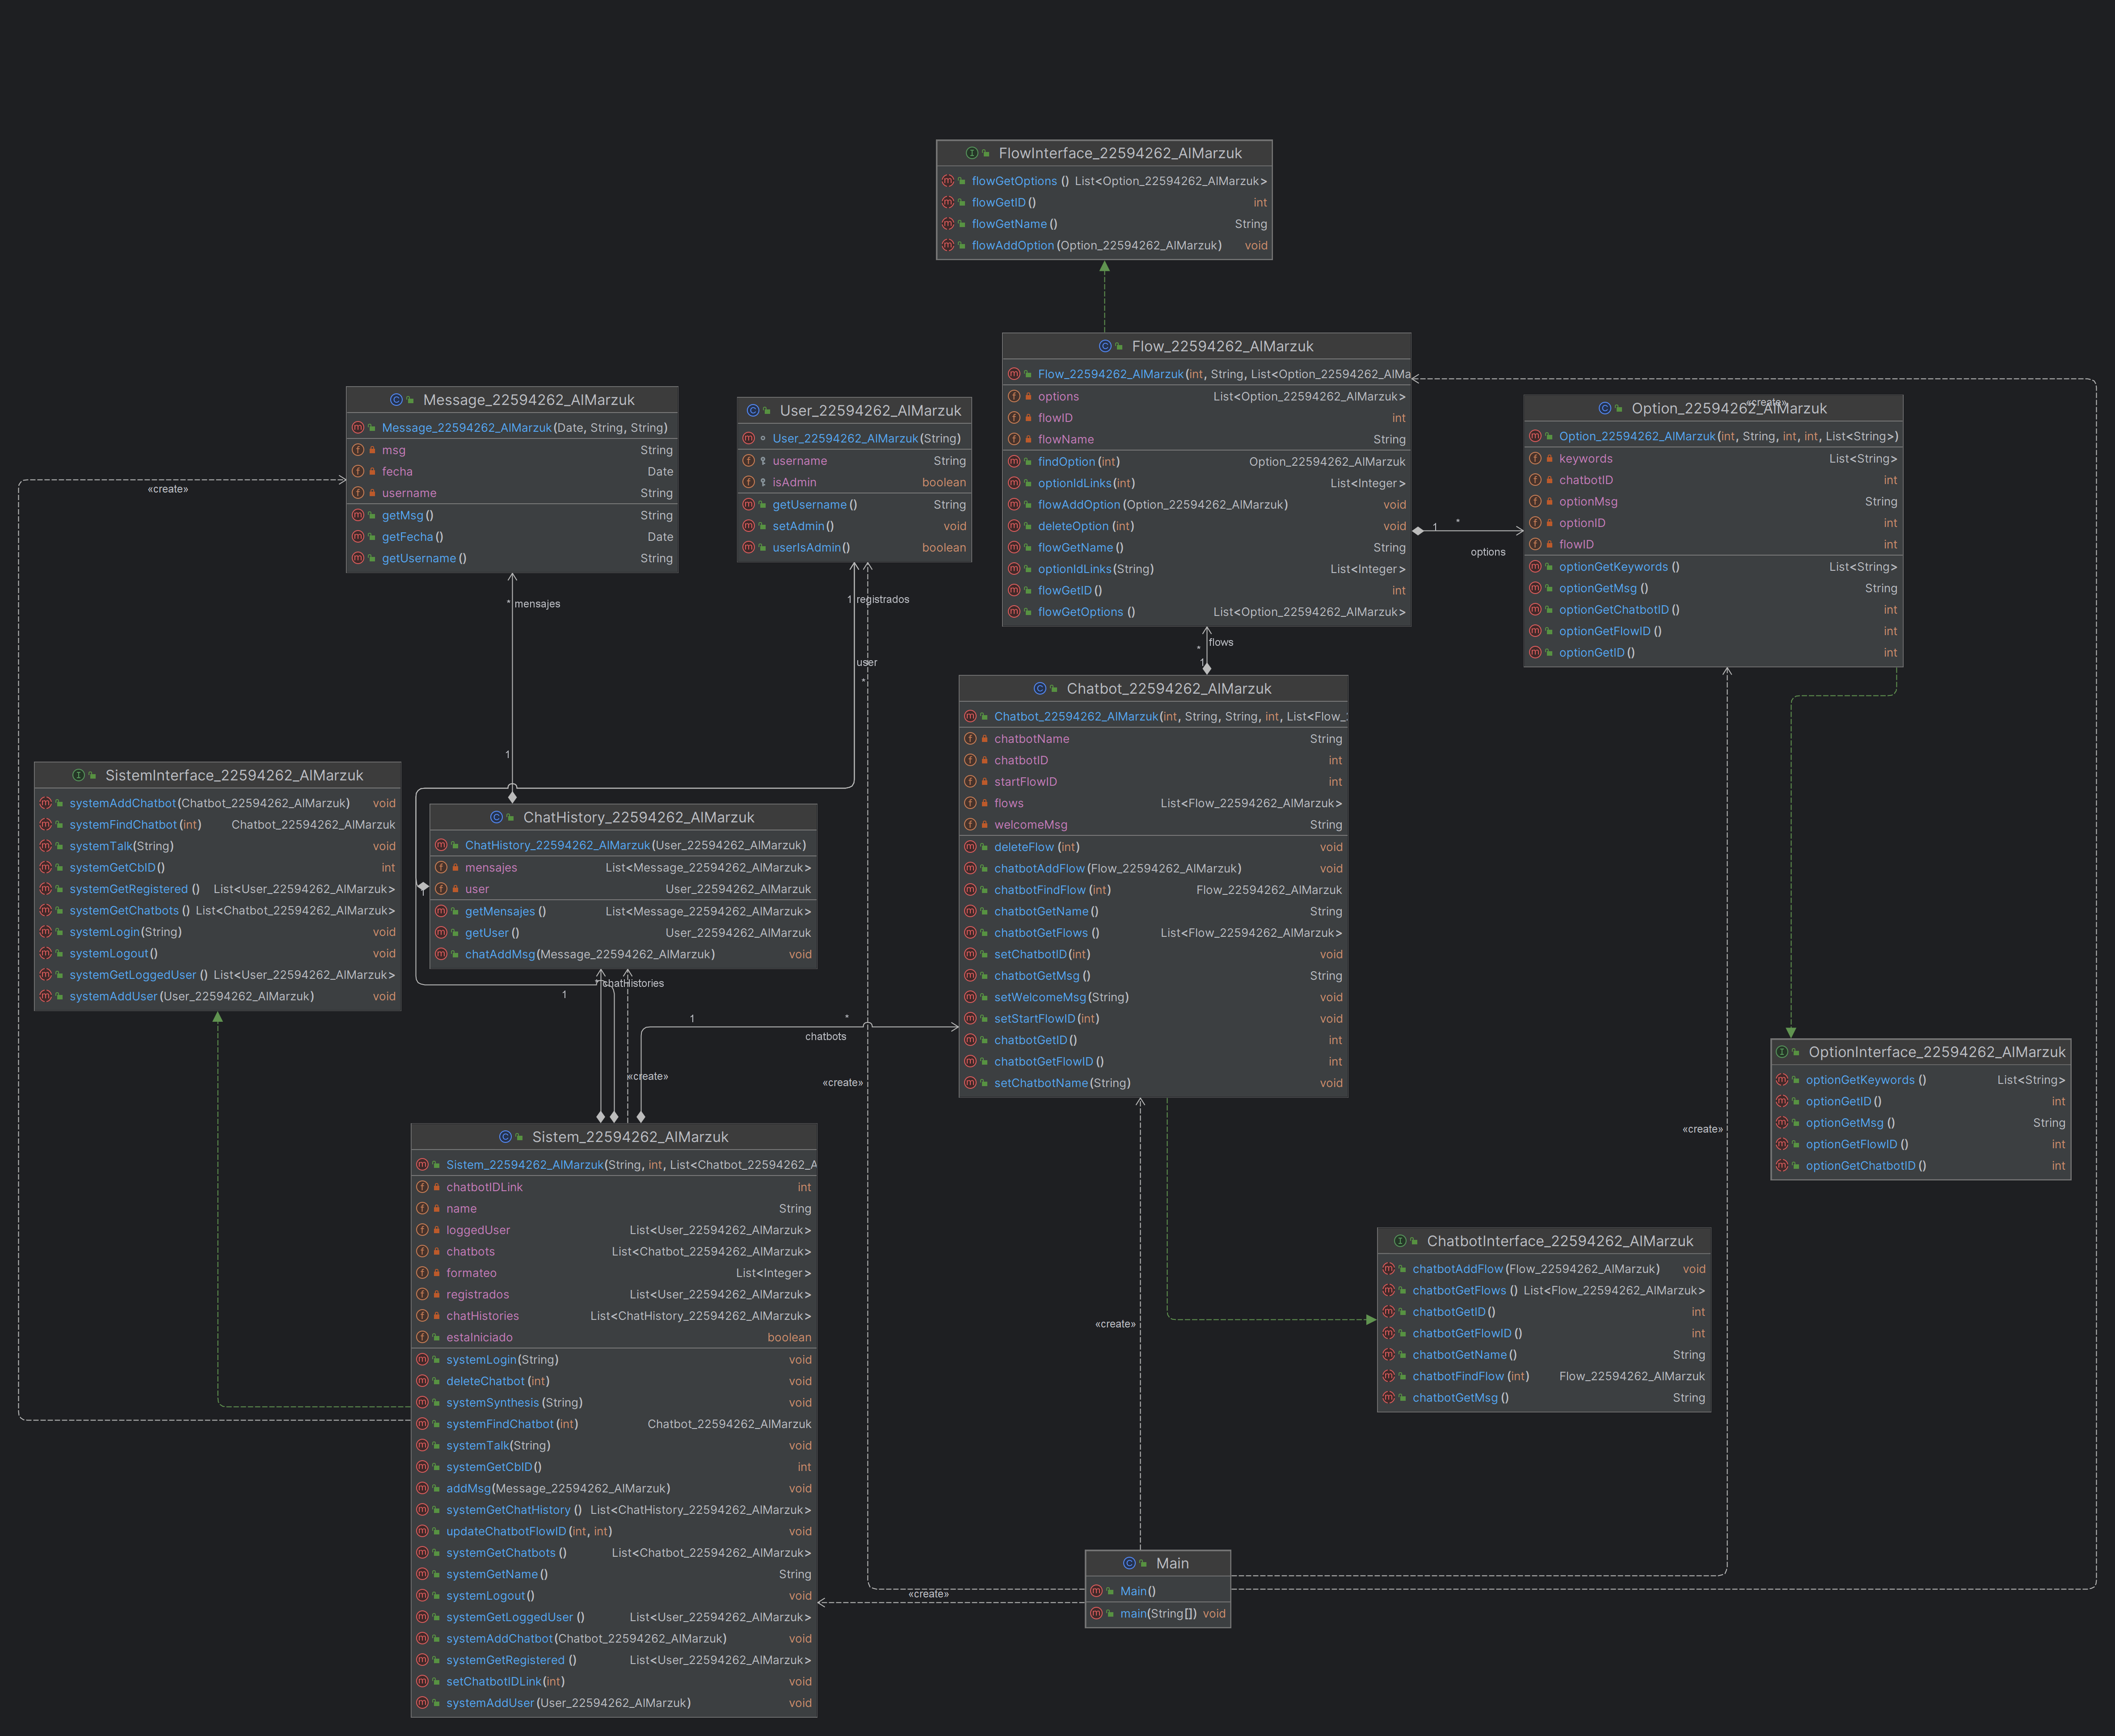 FlowInterface_22594262_AlMarzuk
flowGetOptions () List<Option_22594262_AlMarzuk>
flowGetID () int
flowGetName () String
flowAddOption (Option_22594262_AlMarzuk) void
Flow_22594262_AlMarzuk
Flow_22594262_AlMarzuk(int, String, List<Option_22594262_AlMa
options List<Option_22594262_AlMarzuk>
flowID int
flowName String
findOption (int) Option_22594262_AlMarzuk
optionIdLinks(int) List<Integer>
flowAddOption (Option_22594262_AlMarzuk) void
deleteOption (int) void
flowGetName () String
optionIdLinks(String) List<Integer>
flowGetID () int
flowGetOptions () List<Option_22594262_AlMarzuk>
Message_22594262_AlMarzuk
Message_22594262_AlMarzuk(Date, String, String)
msg String
fecha Date
username String
getMsg () String
getFecha () Date
getUsername () String
«create»
User_22594262_AlMarzuk
User_22594262_AlMarzuk(String)
username String
isAdmin boolean
getUsername () String
setAdmin() void
userIsAdmin() boolean
«create»
Option_22594262_AlMarzuk
Option_22594262_AlMarzuk(int, String, int, int, List<String>)
keywords List<String>
chatbotID int
optionMsg String
optionID int
flowID int
optionGetKeywords () List<String>
optionGetMsg () String
optionGetChatbotID () int
optionGetFlowID () int
optionGetID () int
1 *
options
* mensajes
1
1 registrados
user
*
flows
*
1
Chatbot_22594262_AlMarzuk
Chatbot_22594262_AlMarzuk(int, String, String, int, List<Flow_
chatbotName String
chatbotID int
startFlowID int
flows List<Flow_22594262_AlMarzuk>
welcomeMsg String
deleteFlow (int) void
chatbotAddFlow (Flow_22594262_AlMarzuk) void
chatbotFindFlow (int) Flow_22594262_AlMarzuk
chatbotGetName () String
chatbotGetFlows () List<Flow_22594262_AlMarzuk>
setChatbotID(int) void
chatbotGetMsg () String
setWelcomeMsg (String) void
setStartFlowID (int) void
chatbotGetID () int
chatbotGetFlowID () int
setChatbotName(String) void
SistemInterface_22594262_AlMarzuk
systemAddChatbot(Chatbot_22594262_AlMarzuk) void
systemFindChatbot (int) Chatbot_22594262_AlMarzuk
systemTalk(String) void
systemGetCbID() int
systemGetRegistered () List<User_22594262_AlMarzuk>
systemGetChatbots () List<Chatbot_22594262_AlMarzuk>
systemLogin(String) void
systemLogout() void
systemGetLoggedUser () List<User_22594262_AlMarzuk>
systemAddUser (User_22594262_AlMarzuk) void
ChatHistory_22594262_AlMarzuk
ChatHistory_22594262_AlMarzuk(User_22594262_AlMarzuk)
mensajes List<Message_22594262_AlMarzuk>
user User_22594262_AlMarzuk
getMensajes () List<Message_22594262_AlMarzuk>
getUser () User_22594262_AlMarzuk
chatAddMsg (Message_22594262_AlMarzuk) void
chatHistories
1
1 *
chatbots
«create»
«create»
«create»
OptionInterface_22594262_AlMarzuk
optionGetKeywords () List<String>
optionGetID () int
optionGetMsg () String
optionGetFlowID () int
optionGetChatbotID () int
Sistem_22594262_AlMarzuk
Sistem_22594262_AlMarzuk(String, int, List<Chatbot_22594262_A
chatbotIDLink int
name String
loggedUser List<User_22594262_AlMarzuk>
chatbots List<Chatbot_22594262_AlMarzuk>
formateo List<Integer>
registrados List<User_22594262_AlMarzuk>
chatHistories List<ChatHistory_22594262_AlMarzuk>
estaIniciado boolean
systemLogin(String) void
deleteChatbot (int) void
systemSynthesis (String) void
systemFindChatbot (int) Chatbot_22594262_AlMarzuk
systemTalk(String) void
systemGetCbID() int
addMsg(Message_22594262_AlMarzuk) void
systemGetChatHistory () List<ChatHistory_22594262_AlMarzuk>
updateChatbotFlowID (int, int) void
systemGetChatbots () List<Chatbot_22594262_AlMarzuk>
systemGetName() String
systemLogout() void
systemGetLoggedUser () List<User_22594262_AlMarzuk>
systemAddChatbot(Chatbot_22594262_AlMarzuk) void
systemGetRegistered () List<User_22594262_AlMarzuk>
setChatbotIDLink(int) void
systemAddUser (User_22594262_AlMarzuk) void
ChatbotInterface_22594262_AlMarzuk
chatbotAddFlow (Flow_22594262_AlMarzuk) void
chatbotGetFlows () List<Flow_22594262_AlMarzuk>
chatbotGetID () int
chatbotGetFlowID () int
chatbotGetName () String
chatbotFindFlow (int) Flow_22594262_AlMarzuk
chatbotGetMsg () String
«create»
Main
Main()
main(String[]) void
«create»